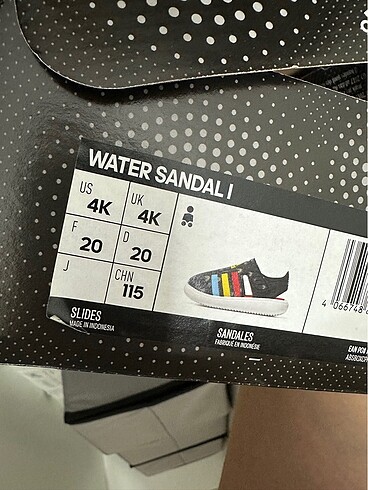 WATER SANDAL I
US 4K
UK 4K
F 20
D 20
J
CHN 115
SLIDES
MADE IN INDONESIA
SANDALES
FABRIQUÉ EN INDONÉSIE
4 066748